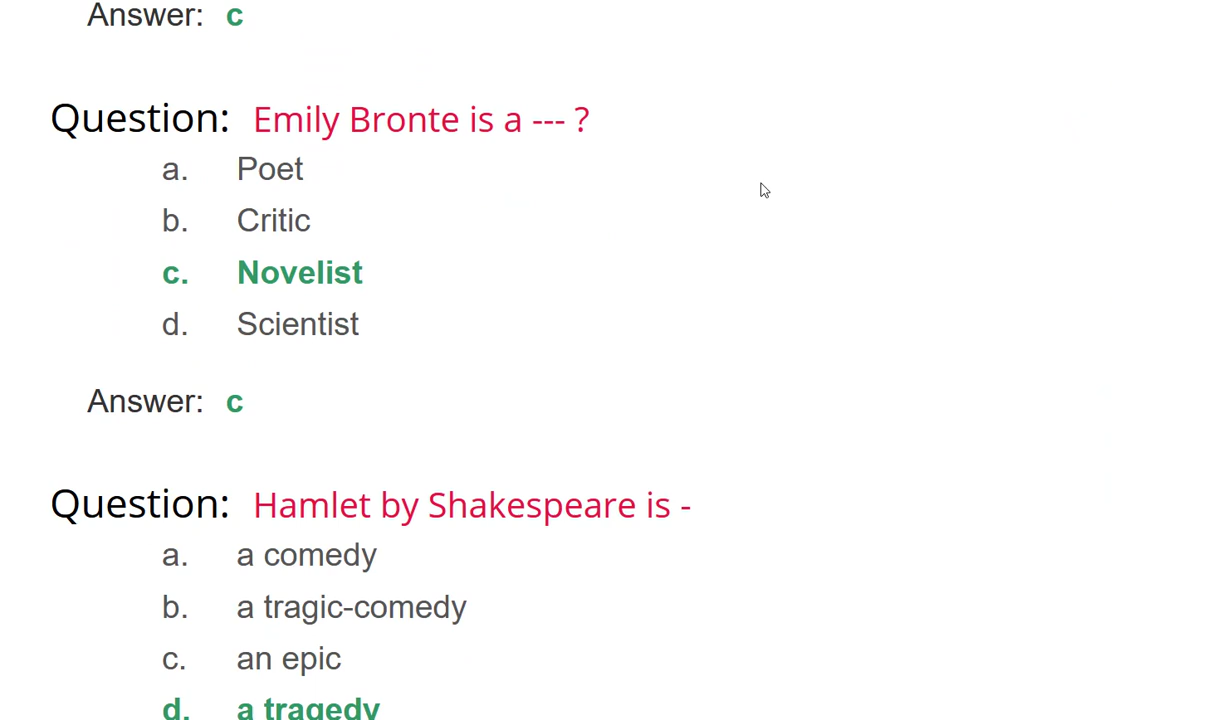 Answer: c
Question: Emily Bronte is a --- ?
a. Poet
b. Critic
c. Novelist
d. Scientist
Answer: c
Question: Hamlet by Shakespeare is -
a. a comedy
b. a tragic-comedy
c. an epic
d. a tragedy